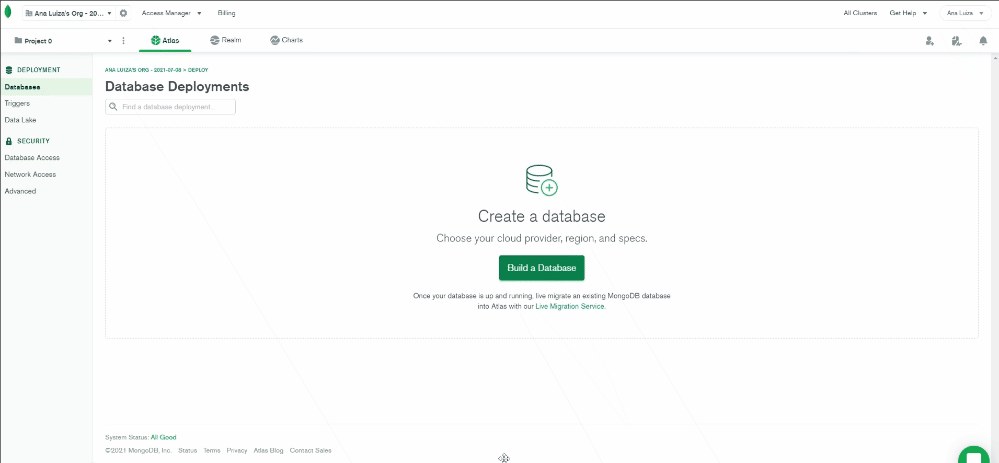 Ana Luiza's Org - 20... Access Manager Billing All Clusters Get Help Ana Luiza
Project 0 Atlas Realm Charts
DEPLOYMENT
Databases
Triggers
Data Lake
SECURITY
Database Access
Network Access
Advanced
ANA LUIZA'S ORG - 2021-07-08 > DEPLOY
Database Deployments
Find a database deployment...
Create a database
Choose your cloud provider, region, and specs.
Build a Database
Once your database is up and running, live migrate an existing MongoDB database
into Atlas with our Live Migration Service.
System Status: All Good
©2021 MongoDB, Inc. Status Terms Privacy Atlas Blog Contact Sales